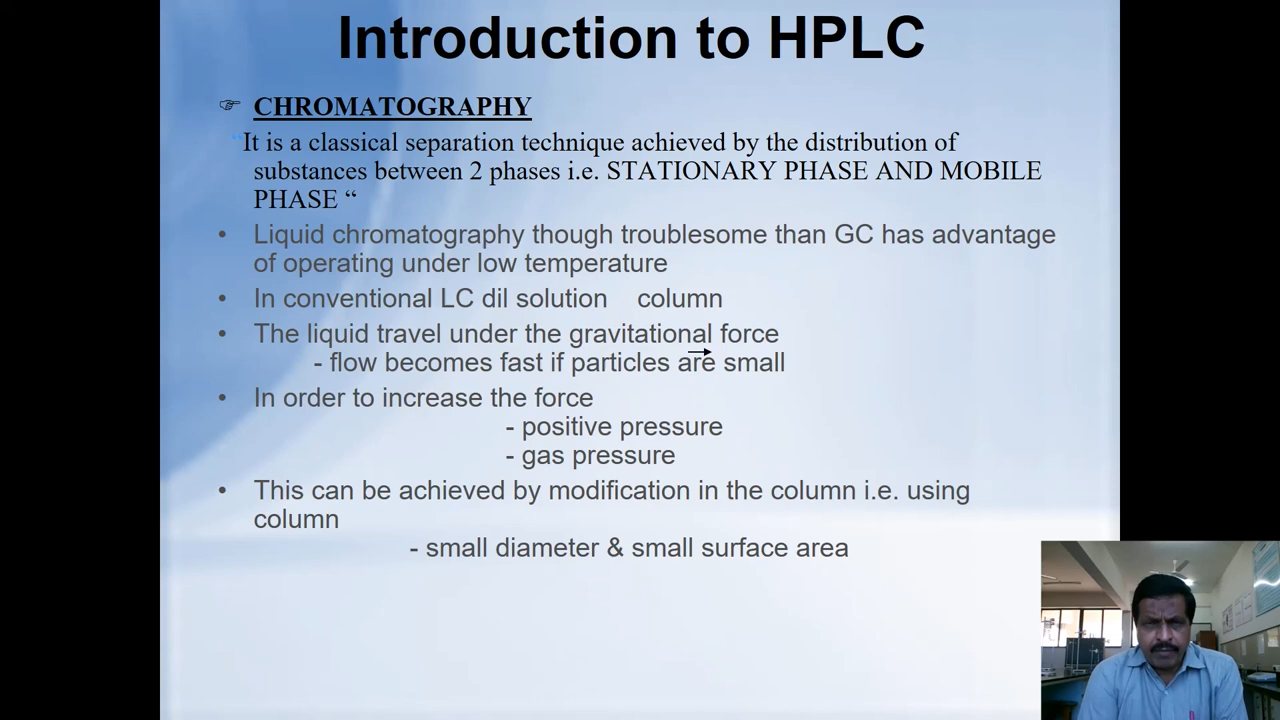 Introduction to HPLC
☞ CHROMATOGRAPHY
“It is a classical separation technique achieved by the distribution of
substances between 2 phases i.e. STATIONARY PHASE AND MOBILE
PHASE “
• Liquid chromatography though troublesome than GC has advantage
of operating under low temperature
• In conventional LC dil solution column
• The liquid travel under the gravitational force
- flow becomes fast if particles are small
• In order to increase the force
- positive pressure
- gas pressure
• This can be achieved by modification in the column i.e. using
column
- small diameter & small surface area